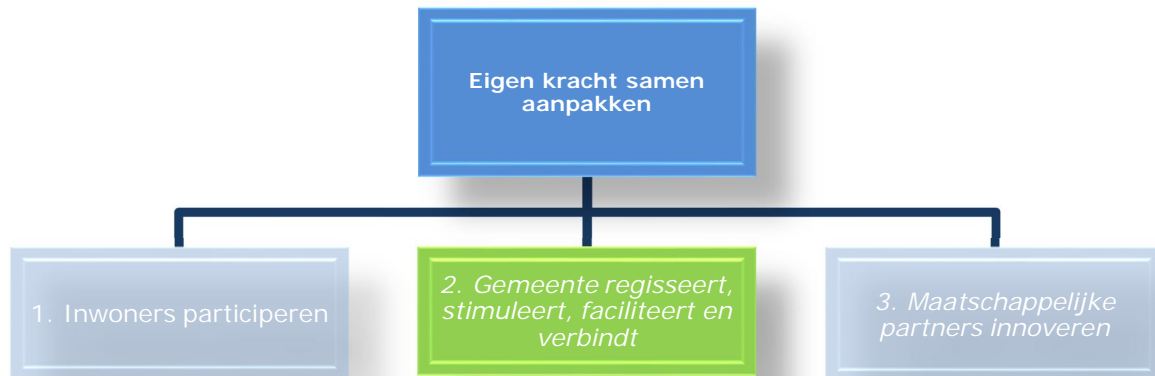 Eigen kracht samen
aanpakken
1. Inwoners participeren
2. Gemeente regisseert,
stimuleert, faciliteert en
verbindt
3. Maatschappelijke
partners innoveren